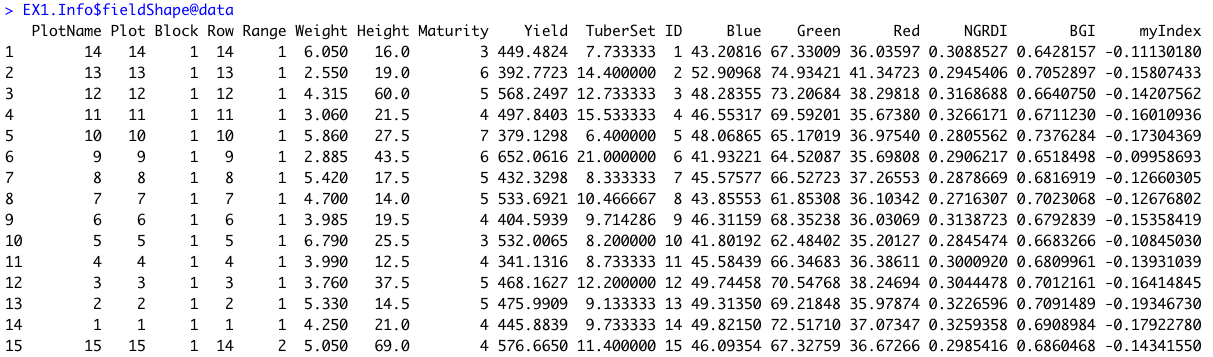 > EX1.Info$fieldShape@data
PlotName Plot Block Row Range Weight Height Maturity Yield TuberSet ID Blue Green Red NGRDI BGI myIndex
1 14 14 1 14 1 6.050 16.0 3 449.4824 7.733333 1 43.20816 67.33009 36.03597 0.3088527 0.6428157 -0.11130180
2 13 13 1 13 1 2.550 19.0 6 392.7723 14.400000 2 52.90968 74.93421 41.34723 0.2945406 0.7052897 -0.15807433
3 12 12 1 12 1 4.315 60.0 5 568.2497 12.733333 3 48.28355 73.20684 38.29818 0.3168688 0.6640750 -0.14207562
4 11 11 1 11 1 3.060 21.5 4 497.8403 15.533333 4 46.55317 69.59201 35.67380 0.3266171 0.6711230 -0.16010936
5 10 10 1 10 1 5.860 27.5 7 379.1298 6.400000 5 48.06865 65.17019 36.97540 0.2805562 0.7376284 -0.17304369
6 9 9 1 9 1 2.885 43.5 6 652.0616 21.000000 6 41.93221 64.52087 35.69808 0.2906217 0.6518498 -0.09958693
7 8 8 1 8 1 5.420 17.5 5 432.3298 8.333333 7 45.57577 66.52723 37.26553 0.2878669 0.6816919 -0.12660305
8 7 7 1 7 1 4.700 14.0 5 533.6921 10.466667 8 43.85553 61.85308 36.10342 0.2716307 0.7023068 -0.12676802
9 6 6 1 6 1 3.985 19.5 4 404.5939 9.714286 9 46.31159 68.35238 36.03069 0.3138723 0.6792839 -0.15358419
10 5 5 1 5 1 6.790 25.5 3 532.0065 8.200000 10 41.80192 62.48402 35.20127 0.2845474 0.6683266 -0.10845030
11 4 4 1 4 1 3.990 12.5 4 341.1316 8.733333 11 45.58439 66.34683 36.38611 0.3000920 0.6809961 -0.13931039
12 3 3 1 3 1 3.760 37.5 5 468.1627 12.200000 12 49.74458 70.54768 38.24694 0.3044478 0.7012161 -0.16414845
13 2 2 1 2 1 5.330 14.5 5 475.9909 9.133333 13 49.31350 69.21848 35.97874 0.3226596 0.7091489 -0.19346730
14 1 1 1 1 1 4.250 21.0 4 445.8839 9.733333 14 49.82150 72.51710 37.07347 0.3259358 0.6908984 -0.17922780
15 15 15 1 14 2 5.050 69.0 4 576.6650 11.400000 15 46.09354 67.32759 36.67266 0.2985416 0.6860468 -0.14341550